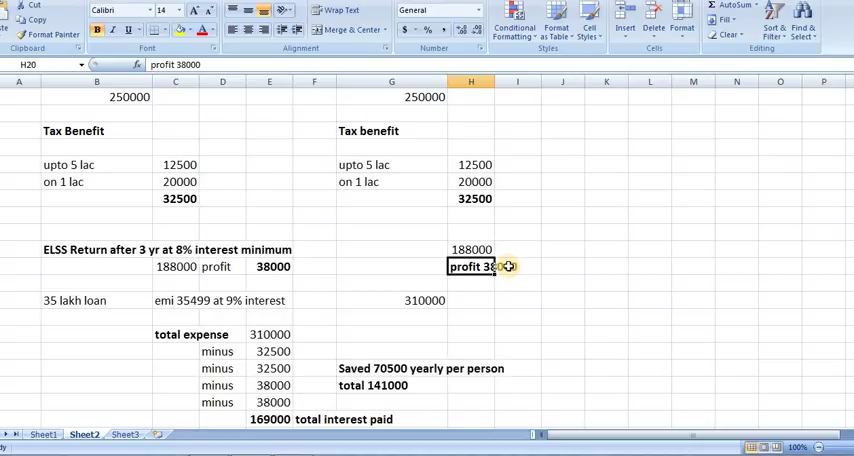 Cut
Copy
Format Painter
Clipboard
Calibri 14
B I U
Font
Wrap Text
Merge & Center
Alignment
General
$ % ,
Number
Conditional Formatting
Format as Table
Cell Styles
Styles
Insert Delete Format
Cells
AutoSum
Fill
Clear
Sort & Filter
Find & Select
Editing
H20 fx profit 38000
A B C D E F G H I J K L M N O P
250000 250000
Tax Benefit Tax benefit
upto 5 lac 12500 upto 5 lac 12500
on 1 lac 20000 on 1 lac 20000
32500 32500
ELSS Return after 3 yr at 8% interest minimum 188000
188000 profit 38000 profit 38000
35 lakh loan emi 35499 at 9% interest 310000
total expense 310000
minus 32500
minus 32500 Saved 70500 yearly per person
minus 38000 total 141000
minus 38000
169000 total interest paid
Sheet1 Sheet2 Sheet3
100%